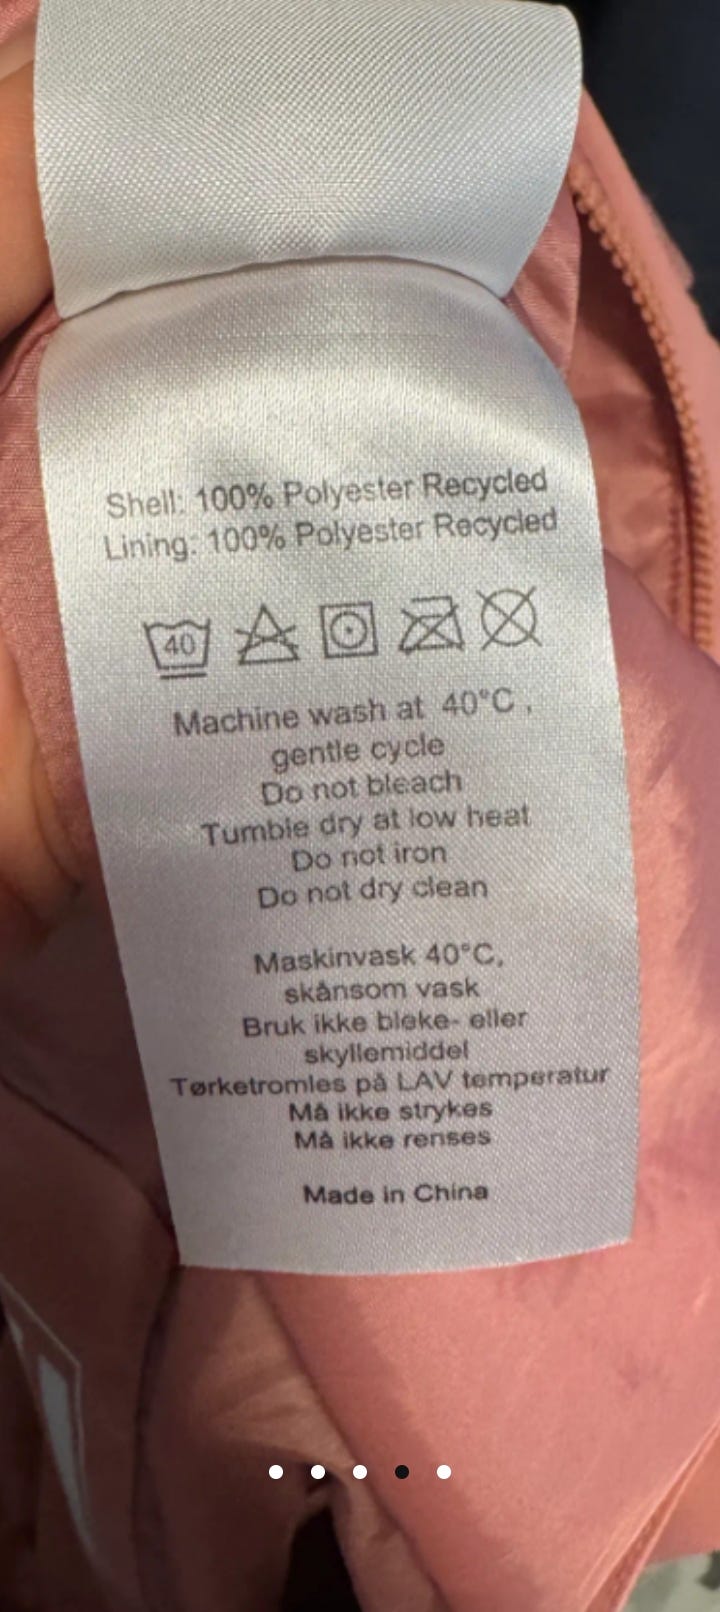 Shell: 100% Polyester Recycled
Lining: 100% Polyester Recycled
40
Machine wash at 40°C ,
gentle cycle
Do not bleach
Tumble dry at low heat
Do not iron
Do not dry clean
Maskinvask 40°C,
skånsom vask
Bruk ikke bleke- eller
skyllemiddel
Tørketromles på LAV temperatur
Må ikke strykes
Må ikke renses
Made in China